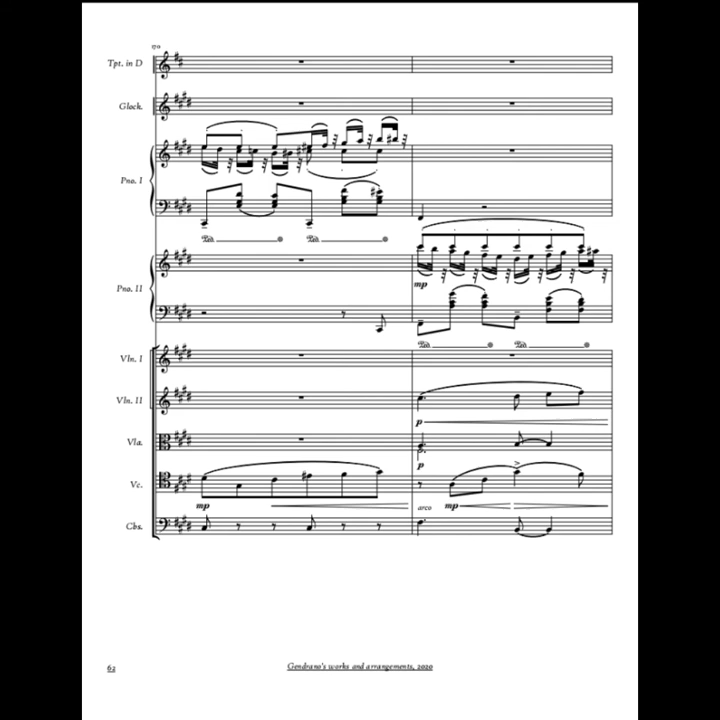 170
Tpt. in D
Glock.
Pno. I
Pno. II
mp
Vln. I
Vln. II
p
Vla.
p
Vc.
mp
arco
mp
Cbs.
62
Gendrano's works and arrangements, 2020